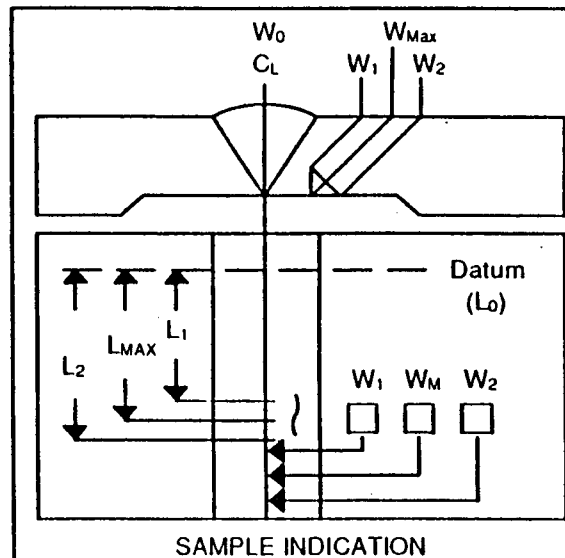 W0 WMax
CL W1 W2
Datum
(L0)
L1
LMAX
L2
W1 WM W2
SAMPLE INDICATION